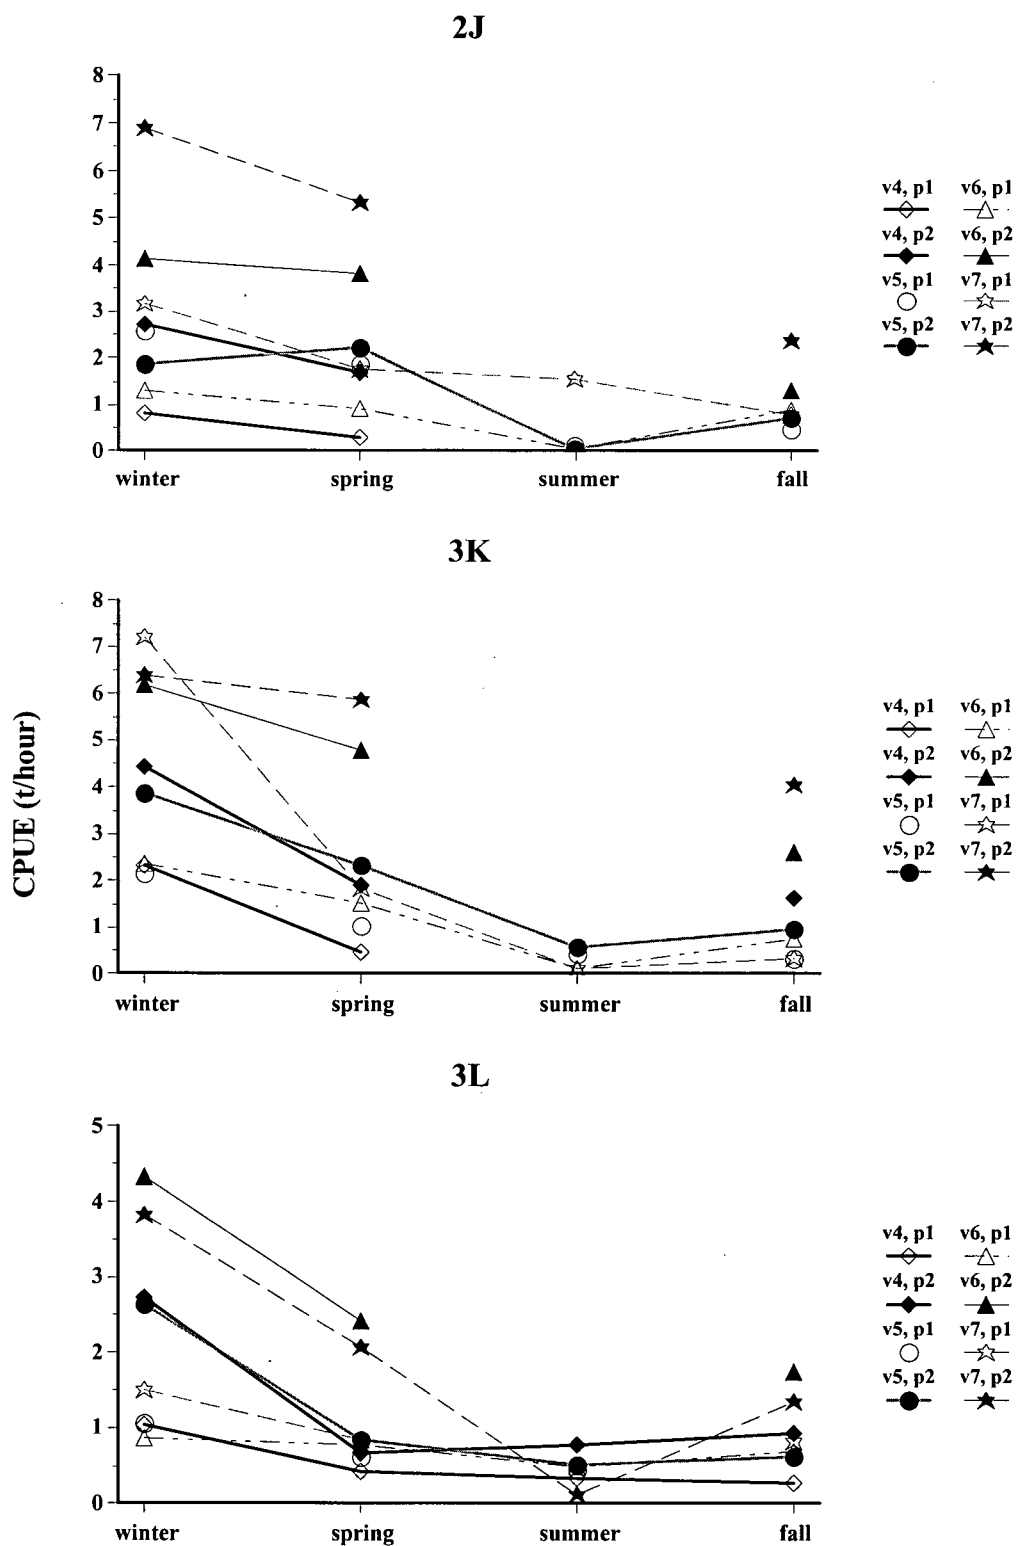 2J
8
7
6
5
4
3
2
1
0
winter spring summer fall
v4, p1 v6, p1
v4, p2 v6, p2
v5, p1 v7, p1
v5, p2 v7, p2
3K
CPUE (t/hour)
8
7
6
5
4
3
2
1
0
winter spring summer fall
v4, p1 v6, p1
v4, p2 v6, p2
v5, p1 v7, p1
v5, p2 v7, p2
3L
5
4
3
2
1
0
winter spring summer fall
v4, p1 v6, p1
v4, p2 v6, p2
v5, p1 v7, p1
v5, p2 v7, p2